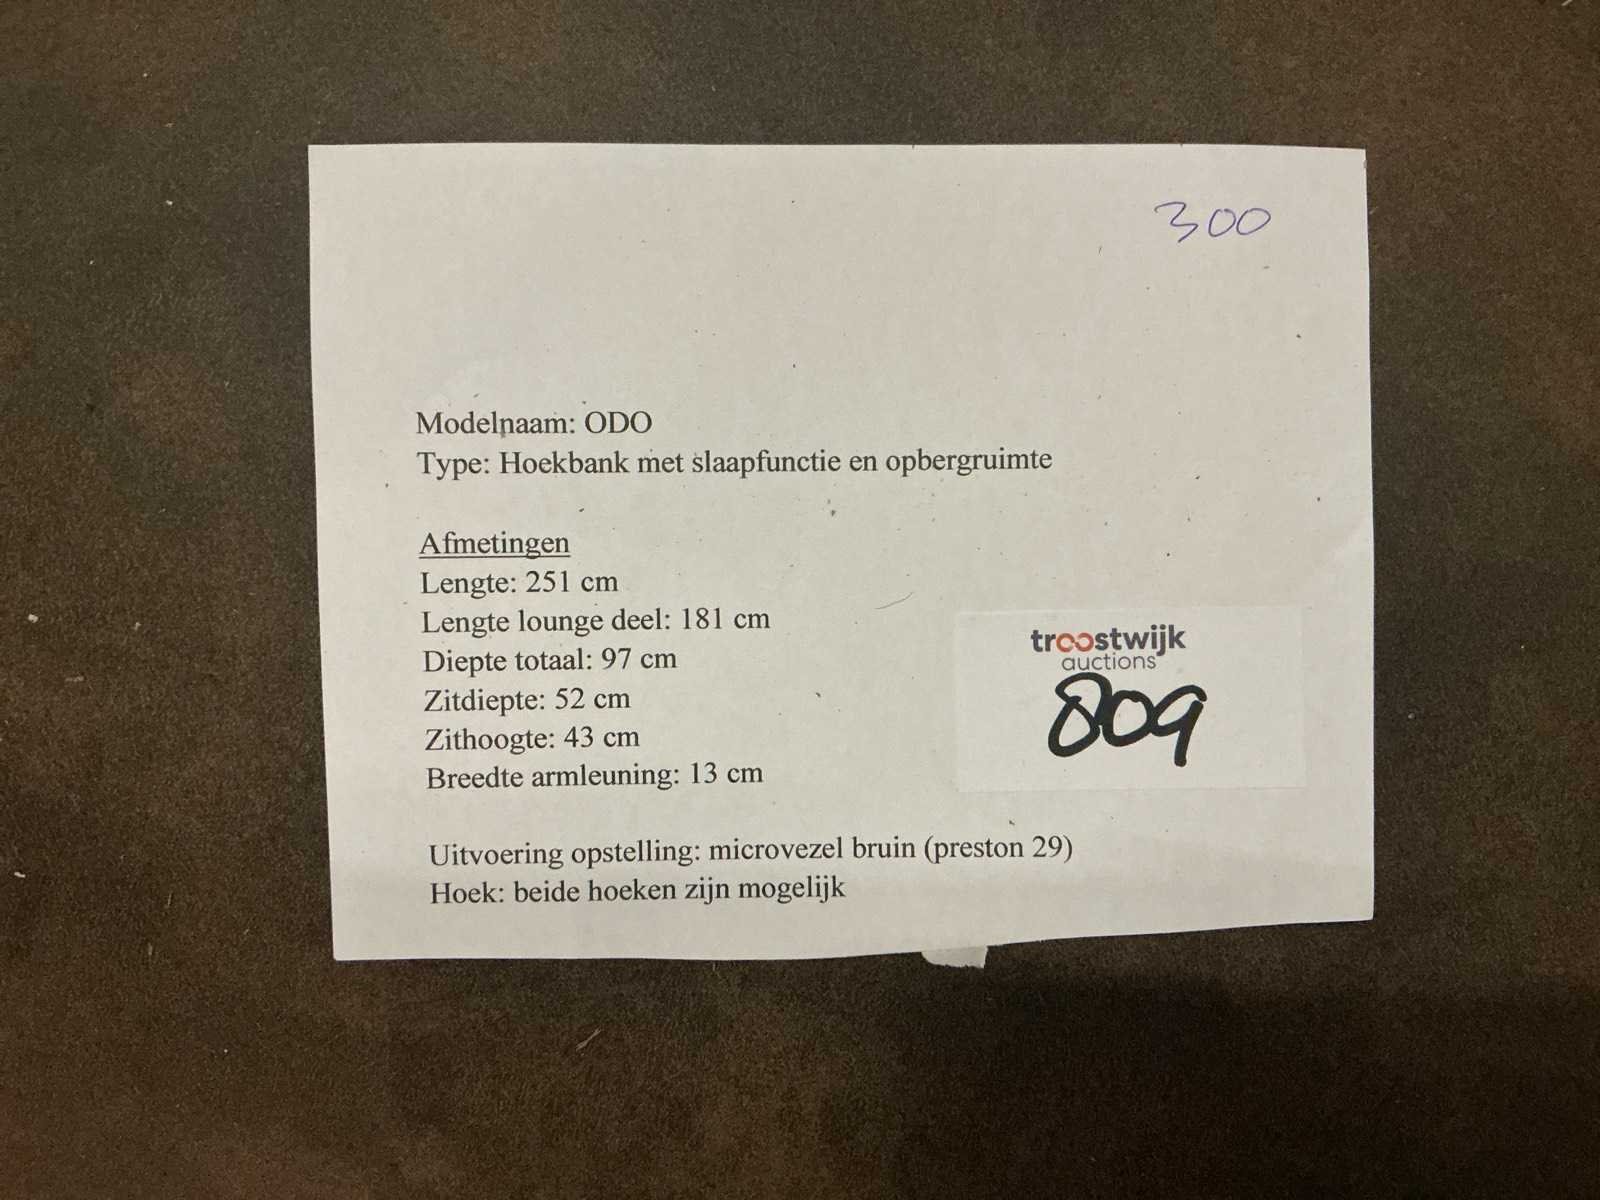 300
Modelnaam: ODO
Type: Hoekbank met slaapfunctie en opbergruimte
Afmetingen
Lengte: 251 cm
Lengte lounge deel: 181 cm
Diepte totaal: 97 cm
Zitdiepte: 52 cm
Zithoogte: 43 cm
Breedte armleuning: 13 cm
troostwijk
auctions
809
Uitvoering opstelling: microvezel bruin (preston 29)
Hoek: beide hoeken zijn mogelijk